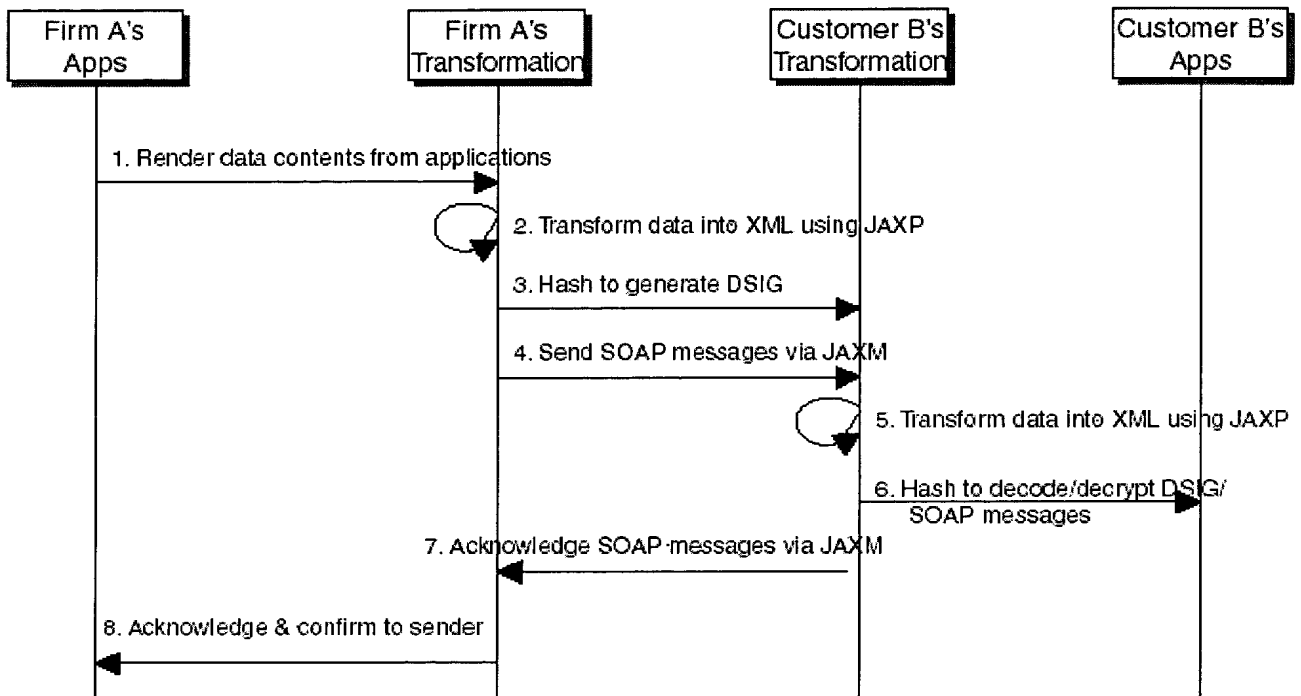 Firm A's
Apps
Firm A's
Transformation
Customer B's
Transformation
Customer B's
Apps
1. Render data contents from applications
2. Transform data into XML using JAXP
3. Hash to generate DSIG
4. Send SOAP messages via JAXM
5. Transform data into XML using JAXP
6. Hash to decode/decrypt DSIG/
SOAP messages
7. Acknowledge SOAP messages via JAXM
8. Acknowledge & confirm to sender